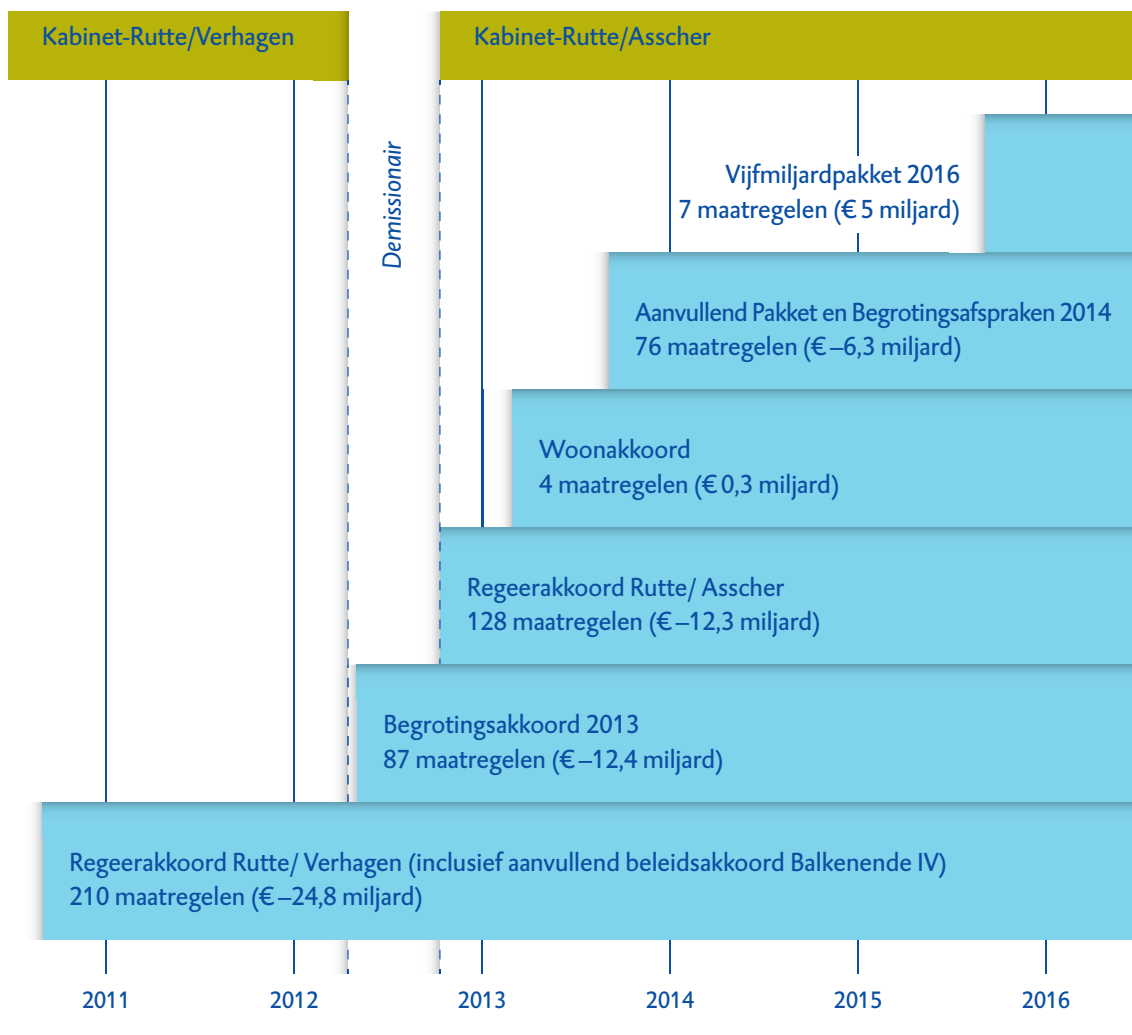 Kabinet-Rutte/Verhagen
Kabinet-Rutte/Asscher
Demissionair
Vijfmiljardpakket 2016
7 maatregelen (€ 5 miljard)
Aanvullend Pakket en Begrotingsafspraken 2014
76 maatregelen (€ –6,3 miljard)
Woonakkoord
4 maatregelen (€ 0,3 miljard)
Regeerakkoord Rutte/ Asscher
128 maatregelen (€ –12,3 miljard)
Begrotingsakkoord 2013
87 maatregelen (€ –12,4 miljard)
Regeerakkoord Rutte/ Verhagen (inclusief aanvullend beleidsakkoord Balkenende IV)
210 maatregelen (€ –24,8 miljard)
2011 2012 2013 2014 2015 2016